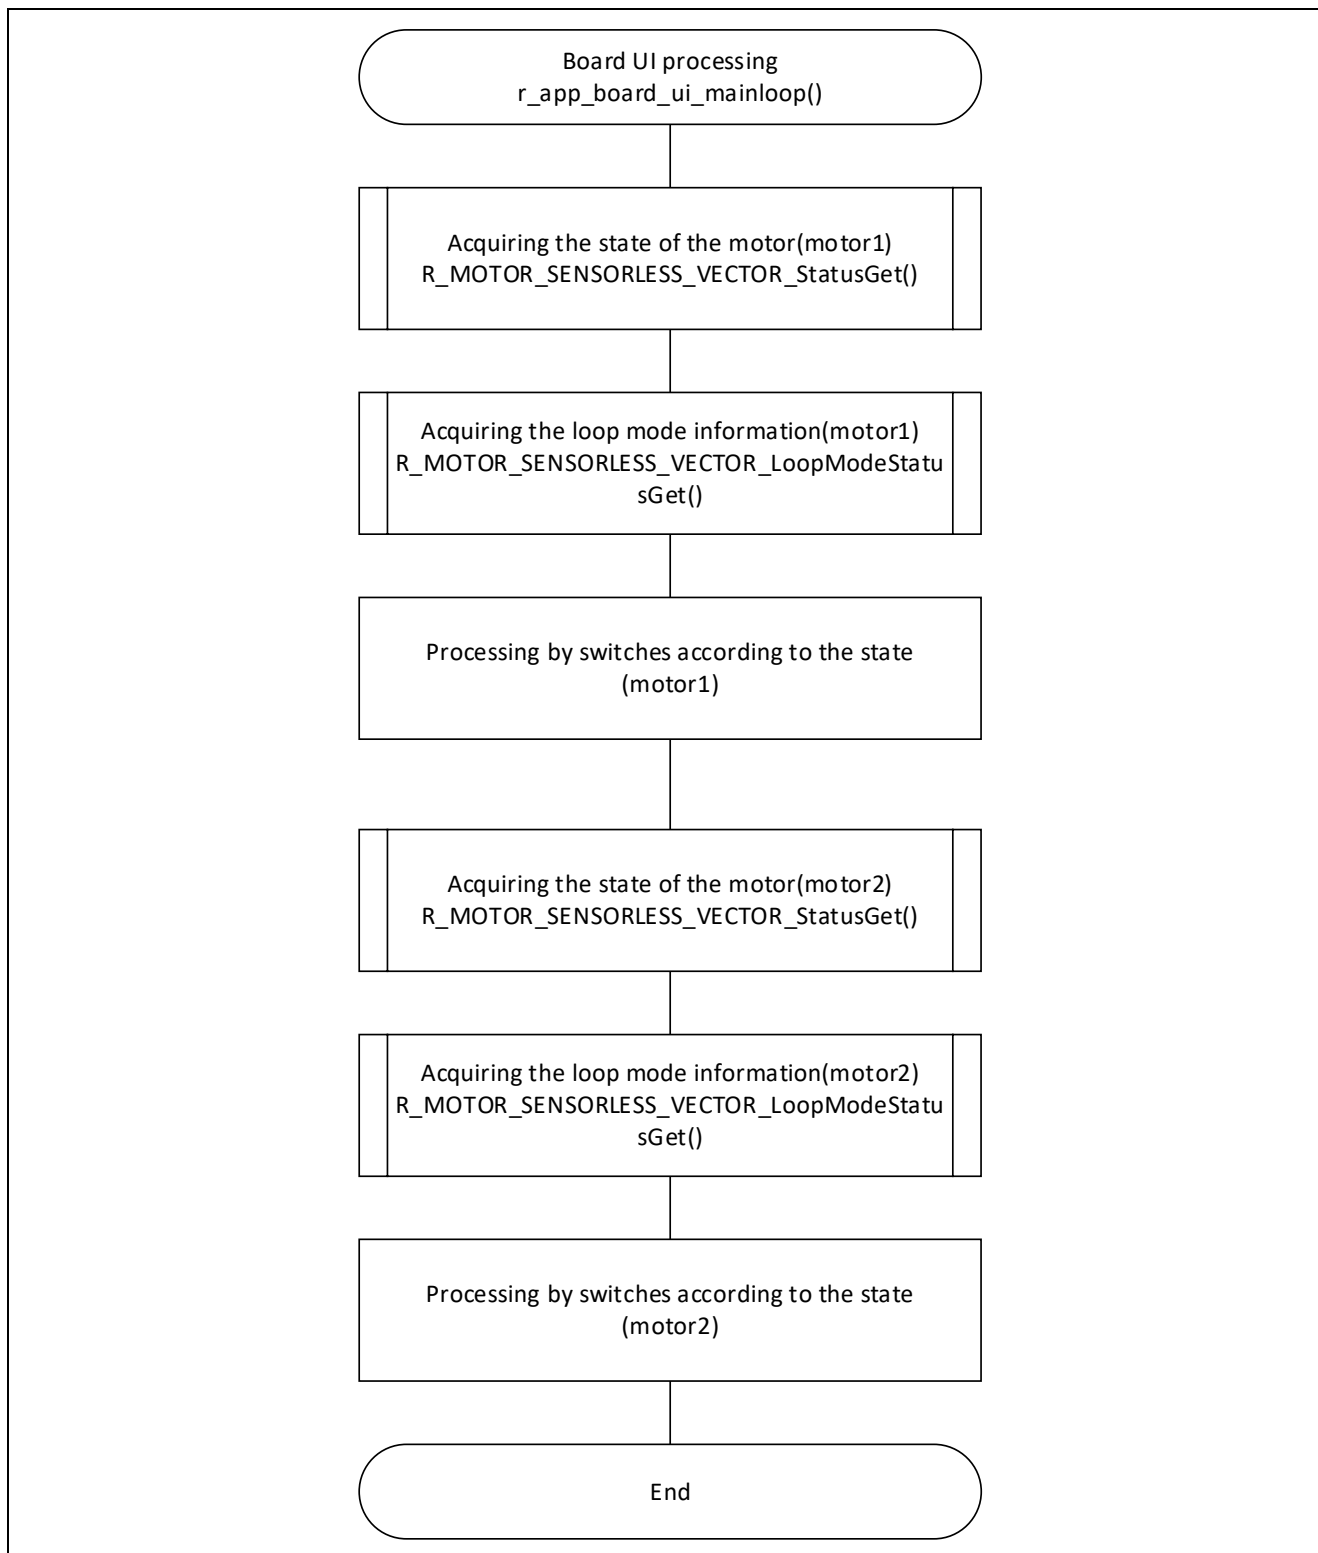 Board UI processing
r_app_board_ui_mainloop()
Acquiring the state of the motor(motor1)
R_MOTOR_SENSORLESS_VECTOR_StatusGet()
Acquiring the loop mode information(motor1)
R_MOTOR_SENSORLESS_VECTOR_LoopModeStatu
sGet()
Processing by switches according to the state
(motor1)
Acquiring the state of the motor(motor2)
R_MOTOR_SENSORLESS_VECTOR_StatusGet()
Acquiring the loop mode information(motor2)
R_MOTOR_SENSORLESS_VECTOR_LoopModeStatu
sGet()
Processing by switches according to the state
(motor2)
End